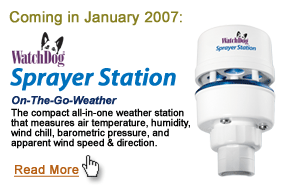 Coming in January 2007:
WatchDog
Sprayer Station
On-The-Go-Weather
The compact all-in-one weather station
that measures air temperature, humidity,
wind chill, barometric pressure, and
apparent wind speed & direction.
Read More
WatchDog
Sprayer Station